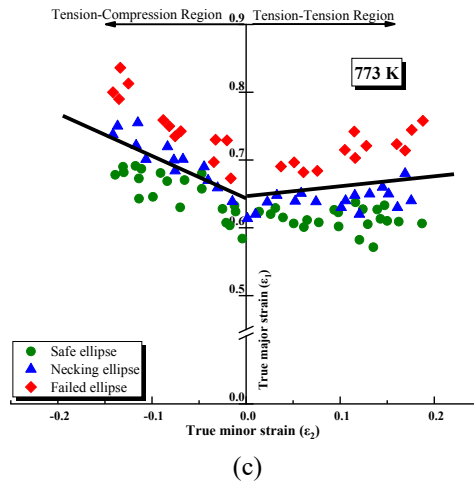 Tension-Compression Region
Tension-Tension Region
0.9
773 K
0.8
0.7
0.6
0.5
0.0
True major strain (ε1)
Safe ellipse
Necking ellipse
Failed ellipse
-0.2 -0.1 0.0 0.1 0.2
True minor strain (ε2)
(c)